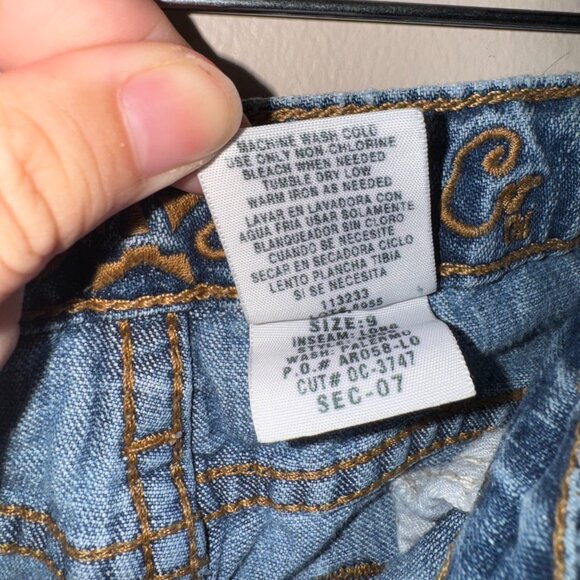 MACHINE WASH COLD
USE ONLY NON-CHLORINE
BLEACH WHEN NEEDED
TUMBLE DRY LOW
WARM IRON AS NEEDED
LAVAR EN LAVADORA CON
AGUA FRIA USAR SOLAMENTE
BLANQUEADOR SIN CLORO
CUANDO SE NECESITE
SECAR EN SECADORA CICLO
LENTO PLANCHA TIBIA
SI SE NECESITA
113233
SIZE:9
INSEAM: LONG
WASH:
P.O.# AR058-LO
CUT# OC-3747
SEC-07